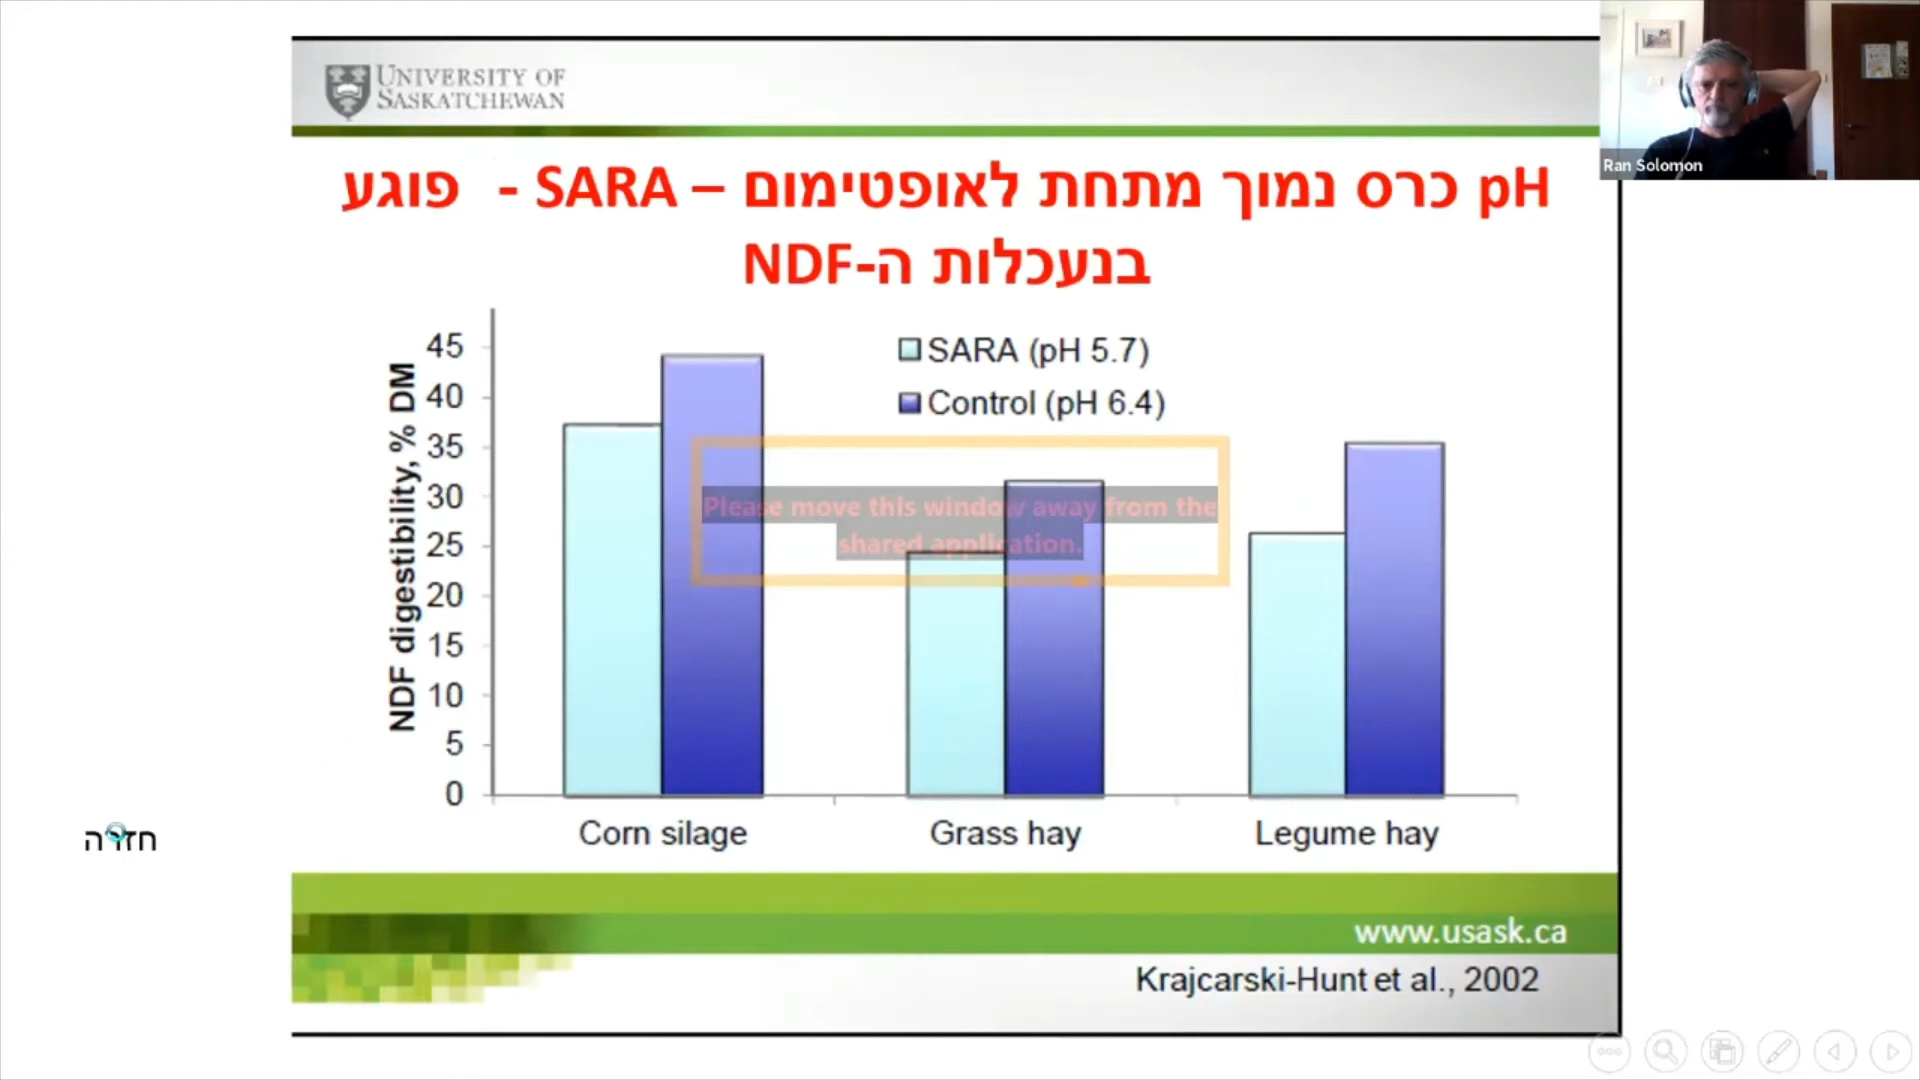 UNIVERSITY OF
SASKATCHEWAN
Ran Solomon
pH כרס נמוך מתחת לאופטימום – SARA - פוגע
בנעכלות ה-NDF
45
40
35
30
25
20
15
10
5
0
NDF digestibility, % DM
SARA (pH 5.7)
Control (pH 6.4)
Please move this window away from the
shared application.
Corn silage
Grass hay
Legume hay
חזרה
www.usask.ca
Krajcarski-Hunt et al., 2002